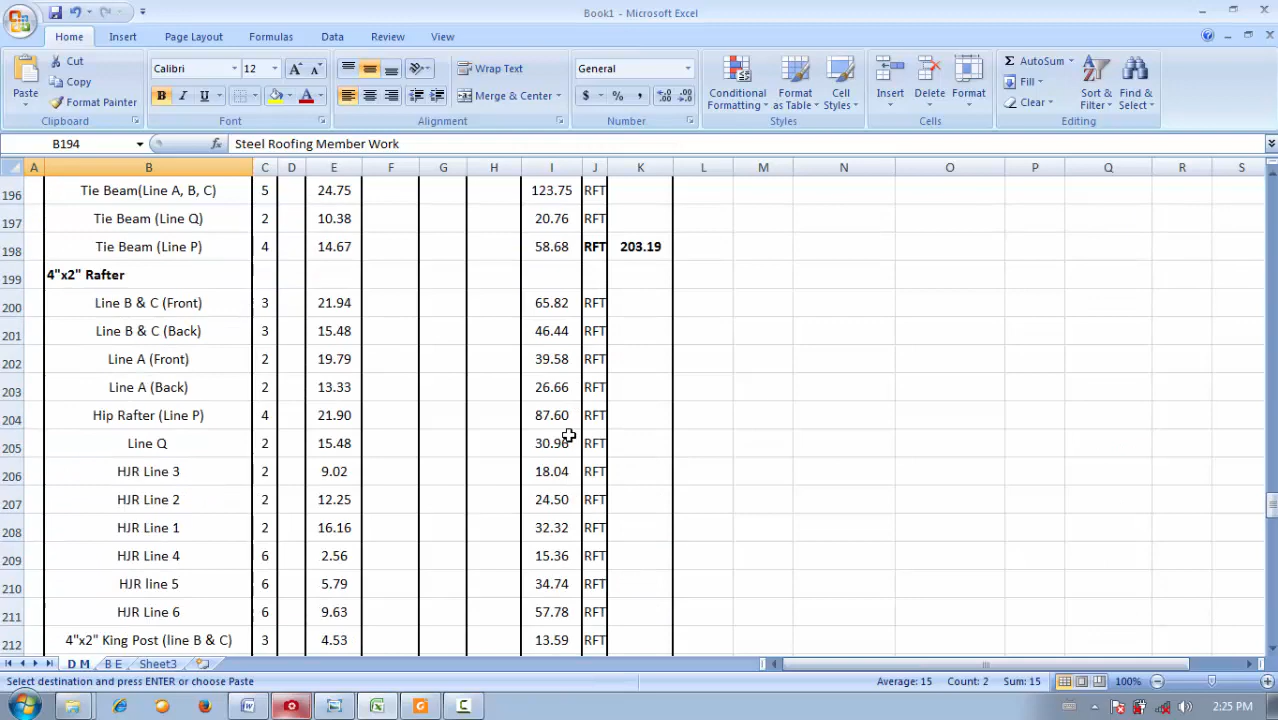 Book1 - Microsoft Excel
Home Insert Page Layout Formulas Data Review View
Paste Cut Copy Format Painter Clipboard
Calibri 12 B I U A A A Font
Wrap Text Merge & Center Alignment
General $ % , Number
Conditional Formatting Format as Table Cell Styles Styles
Insert Delete Format Cells
Σ AutoSum Fill Clear Sort & Filter Find & Select Editing
B194 fx Steel Roofing Member Work
A B C D E F G H I J K L M N O P Q R S
196 Tie Beam(Line A, B, C) 5 24.75 123.75 RFT
197 Tie Beam (Line Q) 2 10.38 20.76 RFT
198 Tie Beam (Line P) 4 14.67 58.68 RFT 203.19
199 4"x2" Rafter
200 Line B & C (Front) 3 21.94 65.82 RFT
201 Line B & C (Back) 3 15.48 46.44 RFT
202 Line A (Front) 2 19.79 39.58 RFT
203 Line A (Back) 2 13.33 26.66 RFT
204 Hip Rafter (Line P) 4 21.90 87.60 RFT
205 Line Q 2 15.48 30.96 RFT
206 HJR Line 3 2 9.02 18.04 RFT
207 HJR Line 2 2 12.25 24.50 RFT
208 HJR Line 1 2 16.16 32.32 RFT
209 HJR Line 4 6 2.56 15.36 RFT
210 HJR line 5 6 5.79 34.74 RFT
211 HJR Line 6 6 9.63 57.78 RFT
212 4"x2" King Post (line B & C) 3 4.53 13.59 RFT
D M B E Sheet3
Select destination and press ENTER or choose Paste Average: 15 Count: 2 Sum: 15 100%
2:25 PM